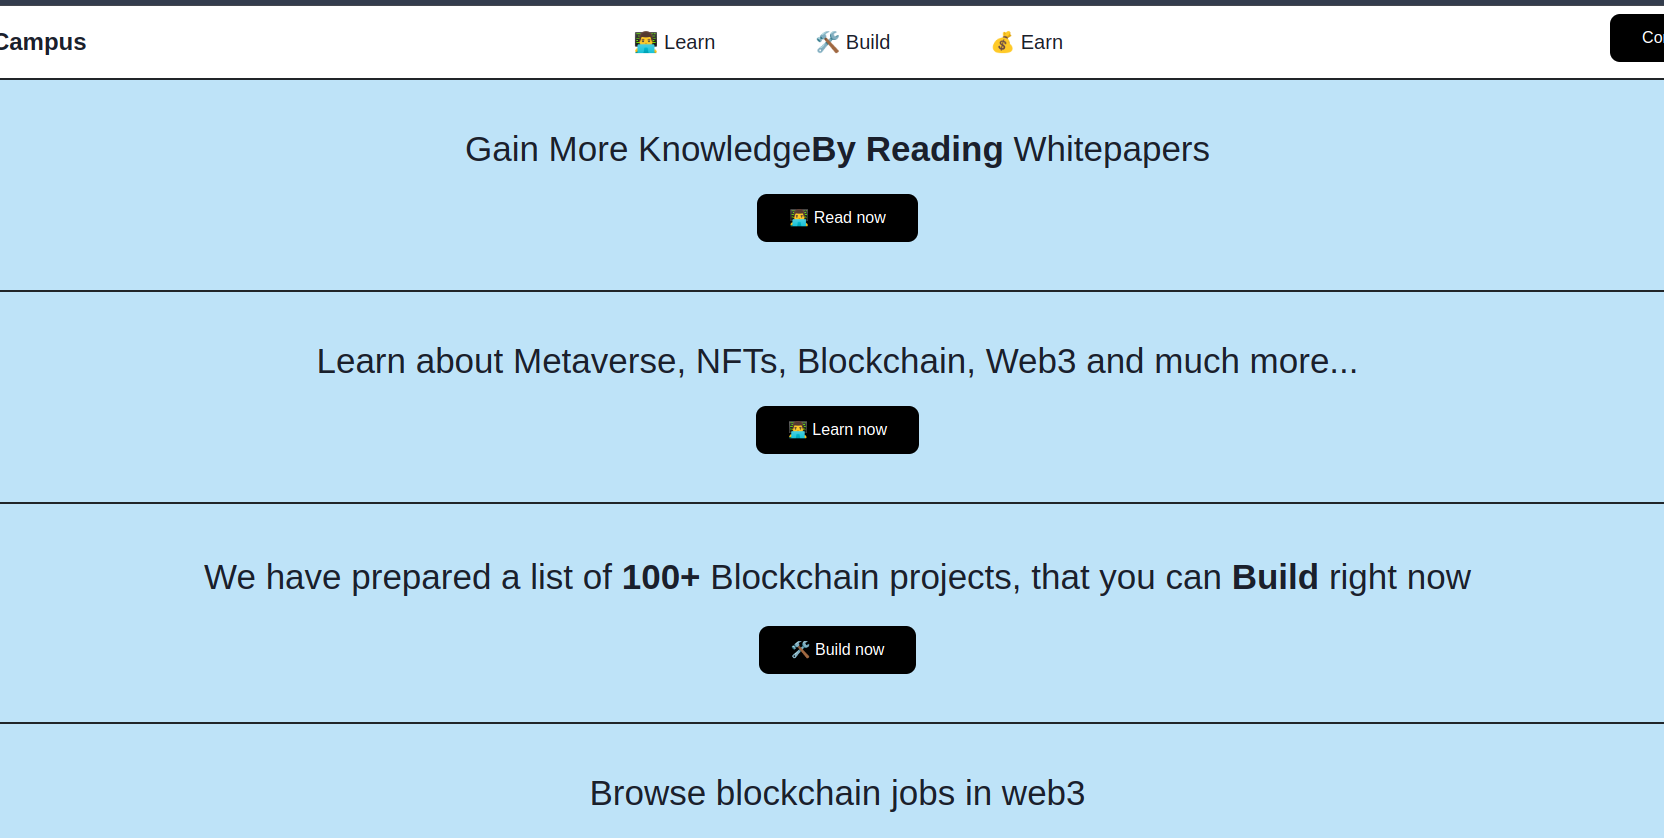 Campus
👨‍💻 Learn
🛠️ Build
💰 Earn
Gain More KnowledgeBy Reading Whitepapers
👨‍💻 Read now
Learn about Metaverse, NFTs, Blockchain, Web3 and much more...
👨‍💻 Learn now
We have prepared a list of 100+ Blockchain projects, that you can Build right now
🛠️ Build now
Browse blockchain jobs in web3